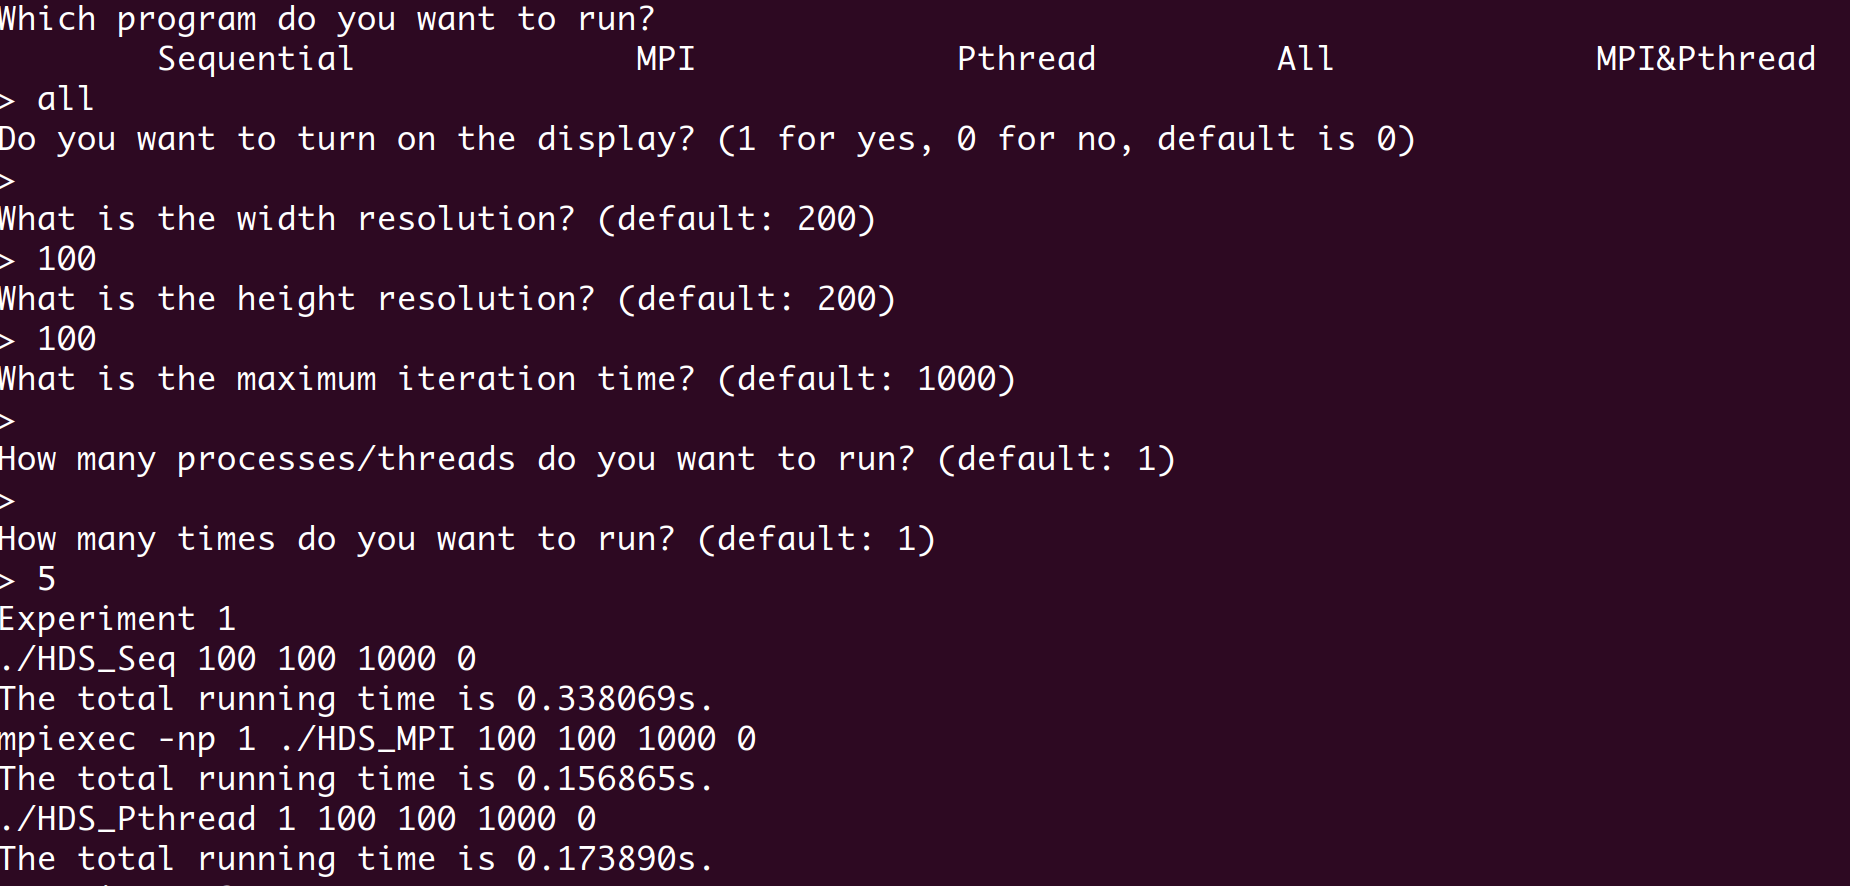 Which program do you want to run?
Sequential MPI Pthread All MPI&Pthread
> all
Do you want to turn on the display? (1 for yes, 0 for no, default is 0)
>
What is the width resolution? (default: 200)
> 100
What is the height resolution? (default: 200)
> 100
What is the maximum iteration time? (default: 1000)
>
How many processes/threads do you want to run? (default: 1)
>
How many times do you want to run? (default: 1)
> 5
Experiment 1
./HDS_Seq 100 100 1000 0
The total running time is 0.338069s.
mpiexec -np 1 ./HDS_MPI 100 100 1000 0
The total running time is 0.156865s.
./HDS_Pthread 1 100 100 1000 0
The total running time is 0.173890s.